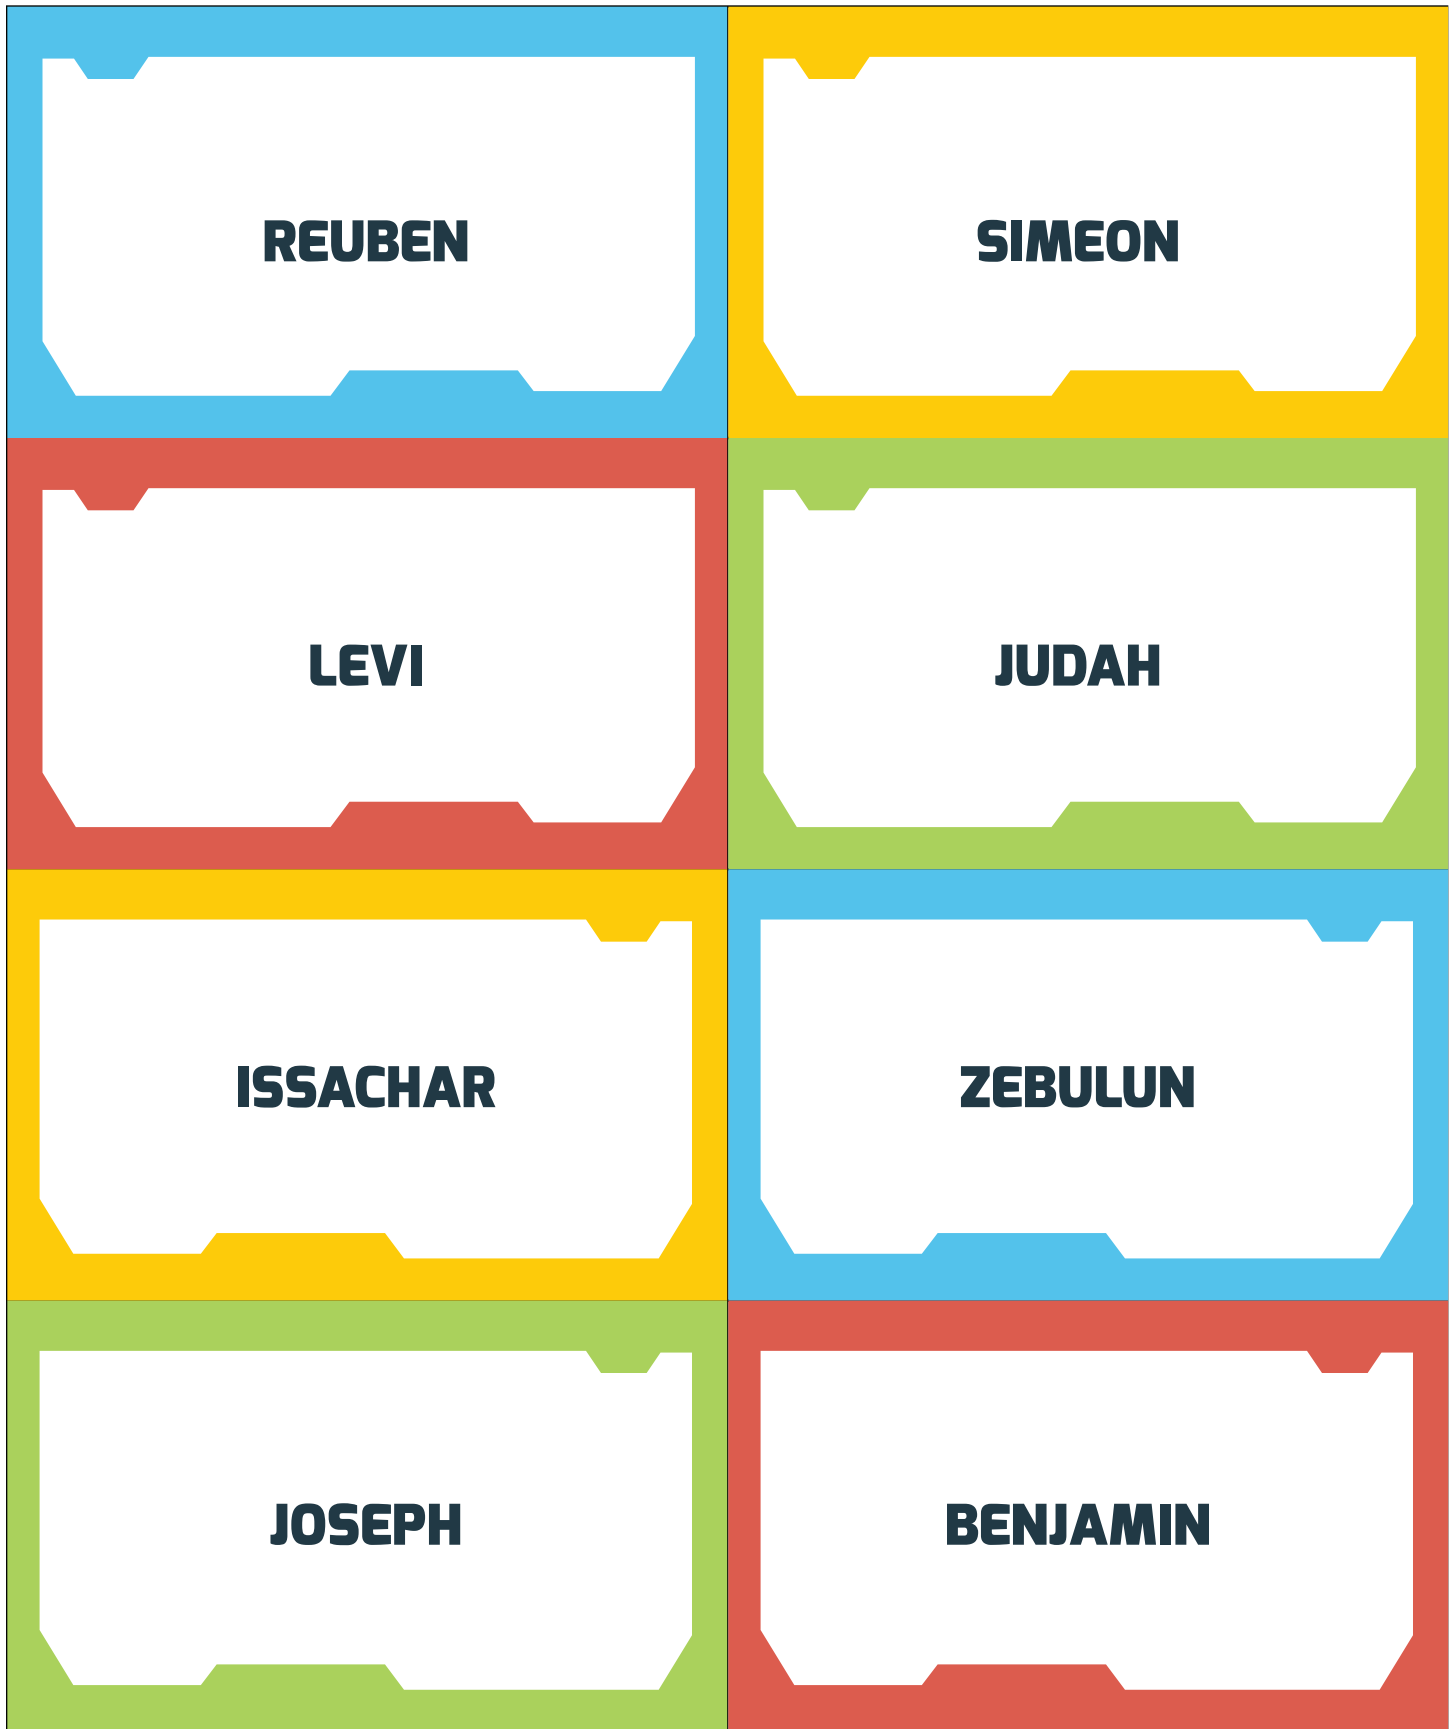 REUBEN
SIMEON
LEVI
JUDAH
ISSACHAR
ZEBULUN
JOSEPH
BENJAMIN